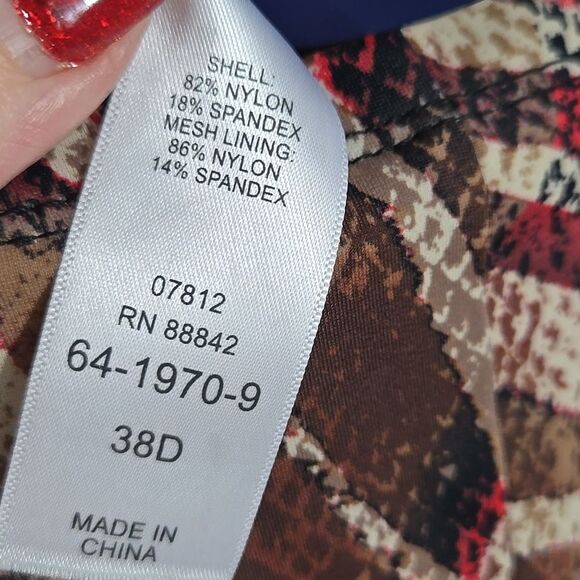 SHELL:
82% NYLON
18% SPANDEX
MESH LINING:
86% NYLON
14% SPANDEX
07812
RN 88842
64-1970-9
38D
MADE IN
CHINA